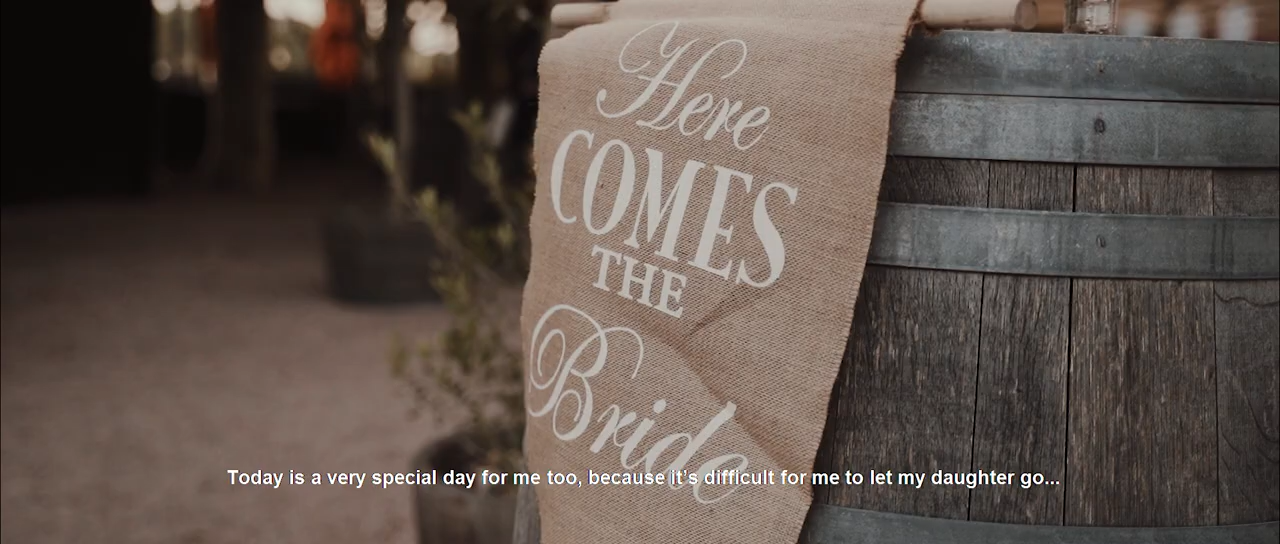 Here
COMES
THE
Bride
Today is a very special day for me too, because it's difficult for me to let my daughter go...